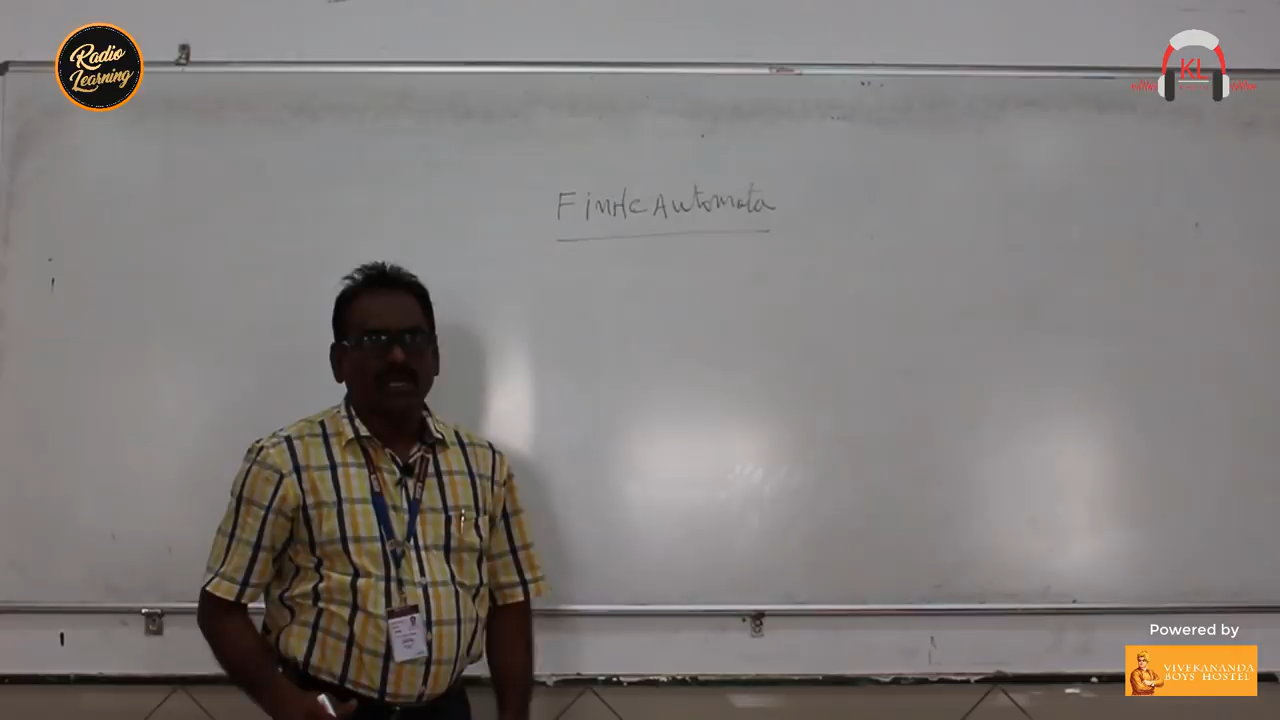 Radio
Learning
KL
Finite Automata
Powered by
VIVEKANANDA
BOYS HOSTEL